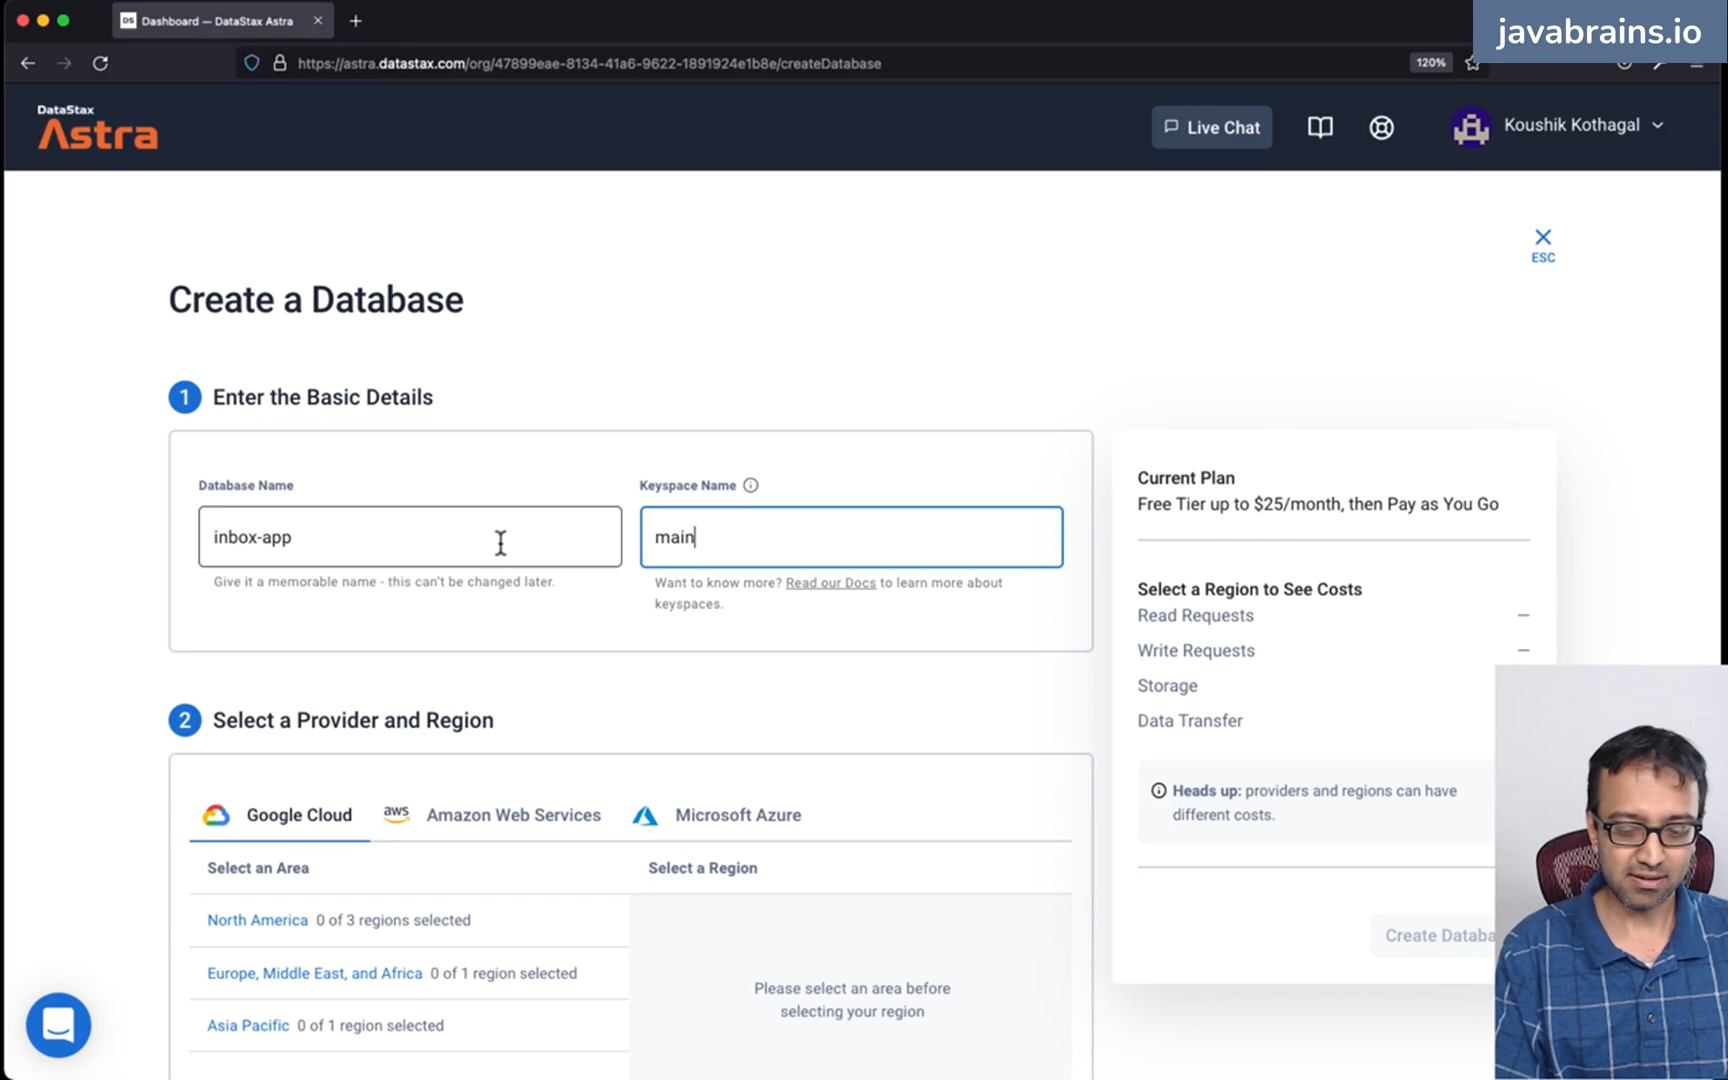 Dashboard — DataStax Astra
javabrains.io
https://astra.datastax.com/org/47899eae-8134-41a6-9622-1891924e1b8e/createDatabase
120%
DataStax
Astra
Live Chat
Koushik Kothagal
ESC
Create a Database
1 Enter the Basic Details
Database Name
Keyspace Name
inbox-app
main
Give it a memorable name - this can't be changed later.
Want to know more? Read our Docs to learn more about
keyspaces.
Current Plan
Free Tier up to $25/month, then Pay as You Go
Select a Region to See Costs
Read Requests –
Write Requests –
Storage
Data Transfer
Heads up: providers and regions can have
different costs.
Create Databa
2 Select a Provider and Region
Google Cloud
aws Amazon Web Services
Microsoft Azure
Select an Area
Select a Region
North America 0 of 3 regions selected
Europe, Middle East, and Africa 0 of 1 region selected
Asia Pacific 0 of 1 region selected
Please select an area before
selecting your region